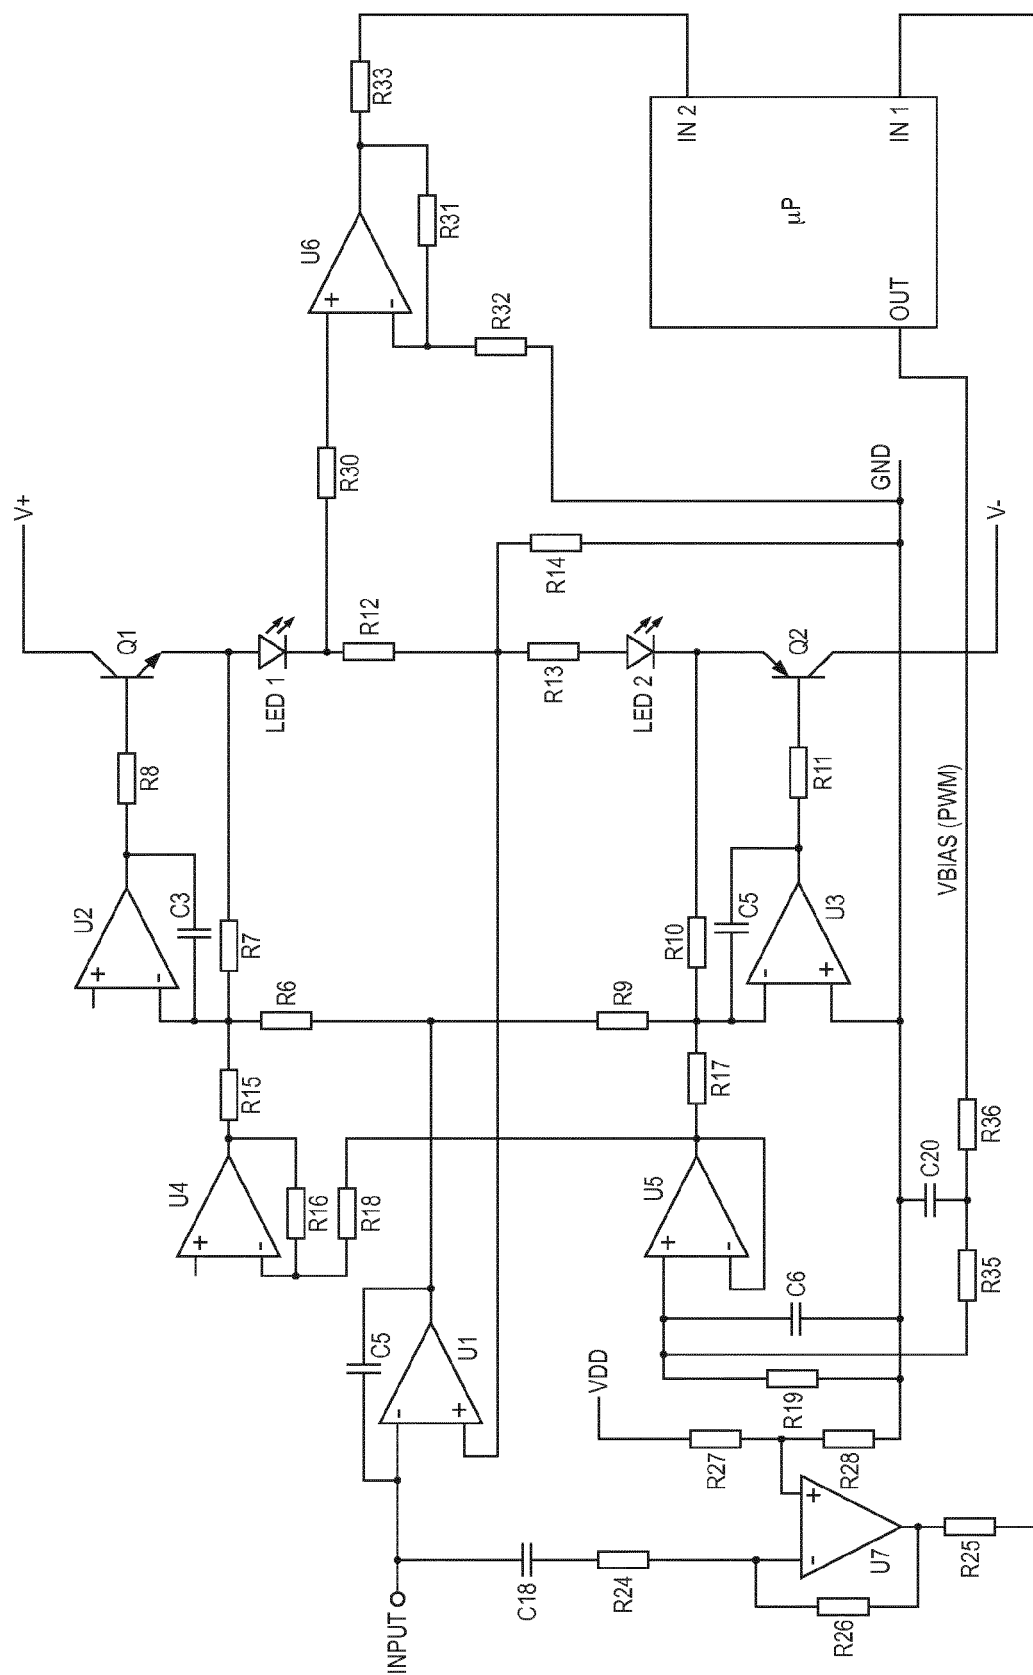 V+
V-
GND
VDD
VBIAS (PWM)
INPUT
μP
IN 2
IN 1
OUT
R33
R31
U6
+
-
R32
R30
Q1
LED 1
R12
R14
R13
LED 2
Q2
R8
U2
+
-
C3
R7
R6
R9
R10
C5
R11
U3
-
+
R15
U4
+
-
R16
R18
R17
U5
+
-
C5
U1
-
+
C6
R19
C20
R36
R35
R27
R28
U7
+
-
R25
R26
R24
C18